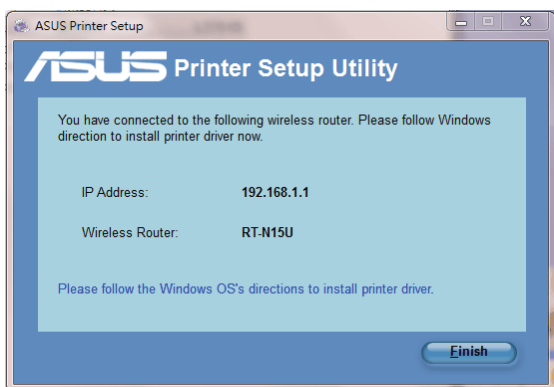 ASUS Printer Setup
ASUS Printer Setup Utility
You have connected to the following wireless router. Please follow Windows
direction to install printer driver now.
IP Address: 192.168.1.1
Wireless Router: RT-N15U
Please follow the Windows OS's directions to install printer driver.
Finish